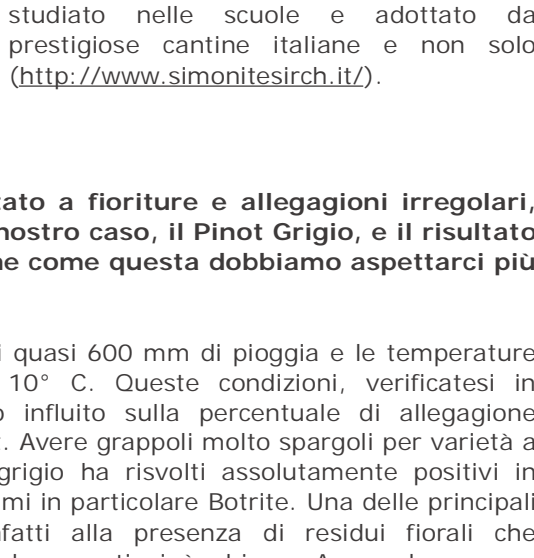 studiato nelle scuole e adottato da
prestigiose cantine italiane e non solo
(http://www.simonitesirch.it/).
tato a fioriture e allegagioni irregolari,
nostro caso, il Pinot Grigio, e il risultato
ne come questa dobbiamo aspettarci più
i quasi 600 mm di pioggia e le temperature
10° C. Queste condizioni, verificatesi in
o influito sulla percentuale di allegagione
. Avere grappoli molto spargoli per varietà a
grigio ha risvolti assolutamente positivi in
mi in particolare Botrite. Una delle principali
nfatti alla presenza di residui fiorali che